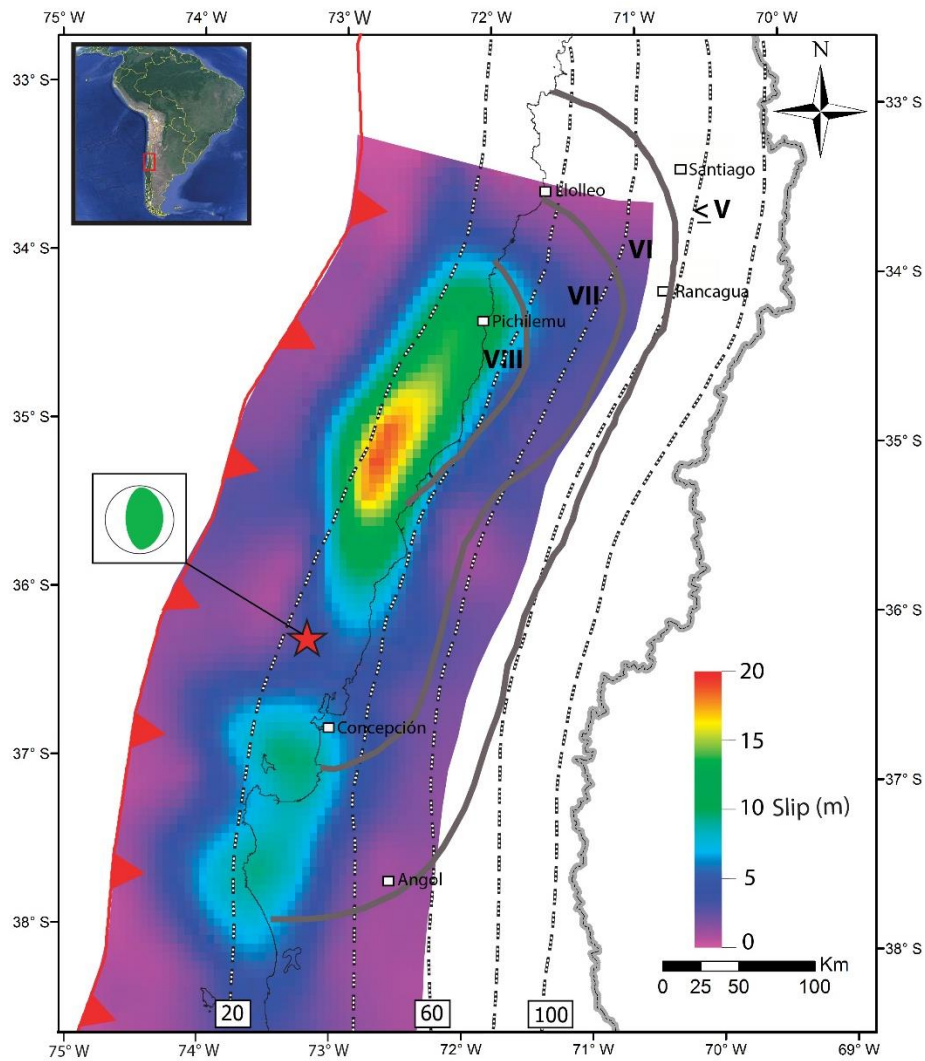 75°W 74°W 73°W 72°W 71°W 70°W
N
33° S 33° S
Santiago
Llolleo
≤V
VI
34° S 34° S
VII
Rancagua
Pichilemu
VIII
35° S 35° S
36° S 36° S
20
15
Concepción
37° S 37° S
10 Slip (m)
5
Angol
38° S 38° S
0
Km
0 25 50 100
20 60 100
75°W 74°W 73°W 72°W 71°W 70°W 69°W